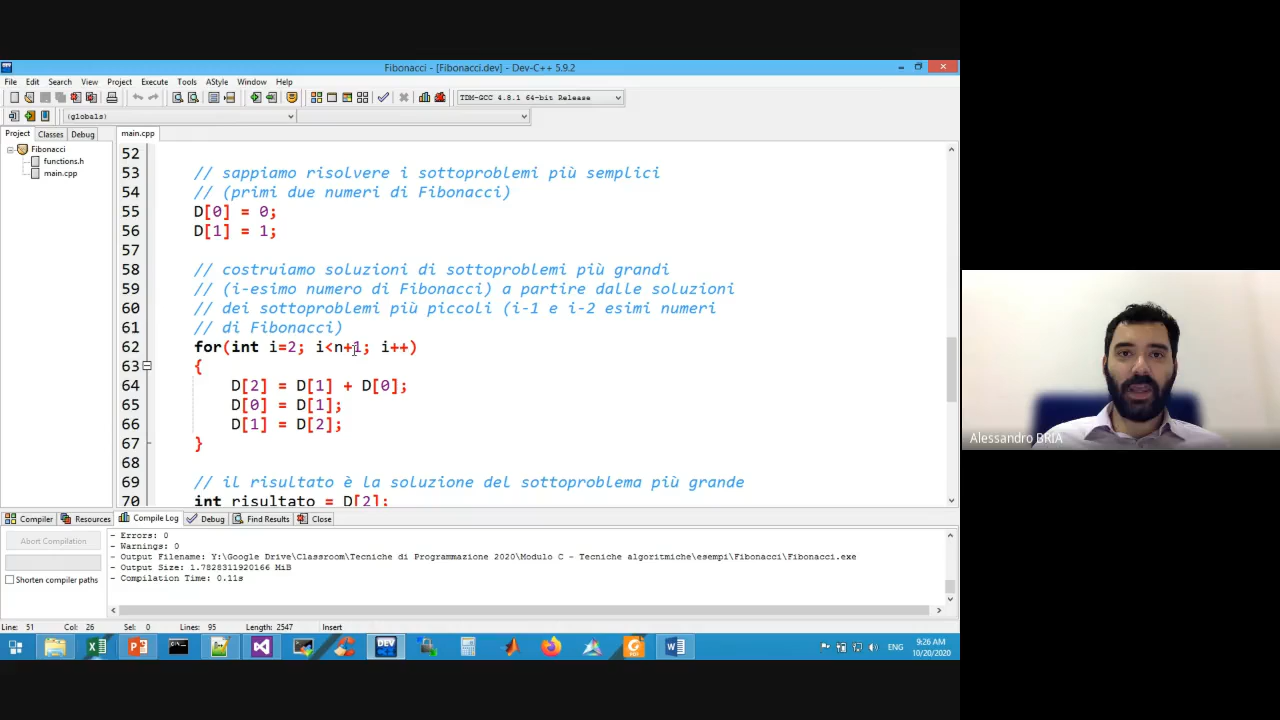 Fibonacci - [Fibonacci.dev] - Dev-C++ 5.9.2
File Edit Search View Project Execute Tools AStyle Window Help
TDM-GCC 4.8.1 64-bit Release
(globals)
Project Classes Debug
main.cpp
Fibonacci
functions.h
main.cpp
52
53 // sappiamo risolvere i sottoproblemi più semplici
54 // (primi due numeri di Fibonacci)
55 D[0] = 0;
56 D[1] = 1;
57
58 // costruiamo soluzioni di sottoproblemi più grandi
59 // (i-esimo numero di Fibonacci) a partire dalle soluzioni
60 // dei sottoproblemi più piccoli (i-1 e i-2 esimi numeri
61 // di Fibonacci)
62 for(int i=2; i<n+1; i++)
63 {
64 D[2] = D[1] + D[0];
65 D[0] = D[1];
66 D[1] = D[2];
67 }
68
69 // il risultato è la soluzione del sottoproblema più grande
70 int risultato = D[2];
Alessandro BRIA
Compiler Resources Compile Log Debug Find Results Close
Abort Compilation
Shorten compiler paths
- Errors: 0
- Warnings: 0
- Output Filename: Y:\Google Drive\Classroom\Tecniche di Programmazione 2020\Modulo C - Tecniche algoritmiche\esempi\Fibonacci\Fibonacci.exe
- Output Size: 1.7828311920166 MiB
- Compilation Time: 0.11s
Line: 51 Col: 26 Sel: 0 Lines: 95 Length: 2547 Insert
DEV
ENG
9:26 AM
10/20/2020